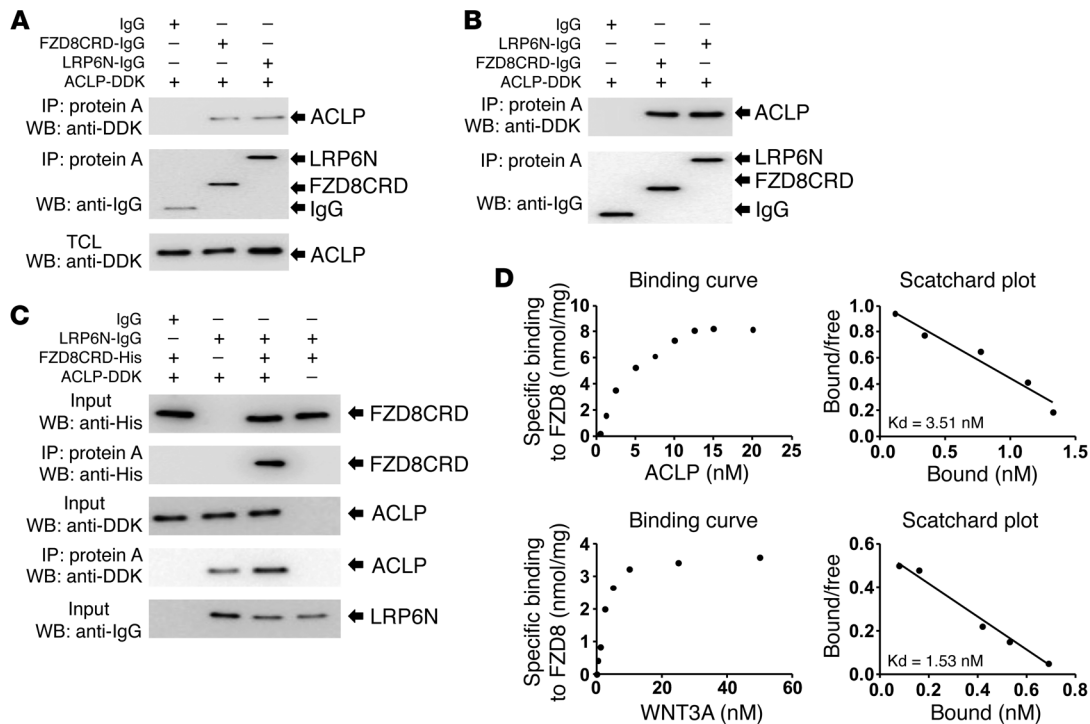 A
IgG + – –
FZD8CRD-IgG – + –
LRP6N-IgG – – +
ACLP-DDK + + +
IP: protein A
WB: anti-DDK
ACLP
IP: protein A
LRP6N
FZD8CRD
WB: anti-IgG
IgG
TCL
WB: anti-DDK
ACLP
B
IgG + – –
LRP6N-IgG – – +
FZD8CRD-IgG – + –
ACLP-DDK + + +
IP: protein A
WB: anti-DDK
ACLP
IP: protein A
LRP6N
FZD8CRD
WB: anti-IgG
IgG
C
IgG + – – –
LRP6N-IgG – + + +
FZD8CRD-His + – + +
ACLP-DDK + + + –
Input
WB: anti-His
FZD8CRD
IP: protein A
WB: anti-His
FZD8CRD
Input
WB: anti-DDK
ACLP
IP: protein A
WB: anti-DDK
ACLP
Input
WB: anti-IgG
LRP6N
D
Binding curve
Specific binding
to FZD8 (nmol/mg)
10
8
6
4
2
0
0 5 10 15 20 25
ACLP (nM)
Scatchard plot
Bound/free
1.0
0.8
0.6
0.4
0.2
0.0
Kd = 3.51 nM
0.0 0.5 1.0 1.5
Bound (nM)
Binding curve
Specific binding
to FZD8 (nmol/mg)
4
3
2
1
0
0 20 40 60
WNT3A (nM)
Scatchard plot
Bound/free
0.6
0.4
0.2
0.0
Kd = 1.53 nM
0.0 0.2 0.4 0.6 0.8
Bound (nM)